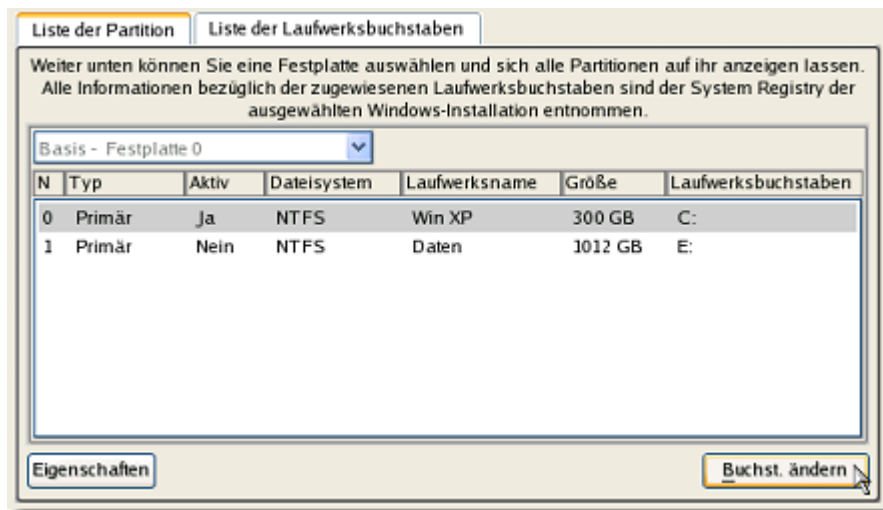 Liste der Partition Liste der Laufwerksbuchstaben
Weiter unten können Sie eine Festplatte auswählen und sich alle Partitionen auf ihr anzeigen lassen.
Alle Informationen bezüglich der zugewiesenen Laufwerksbuchstaben sind der System Registry der
ausgewählten Windows-Installation entnommen.
Basis - Festplatte 0
N Typ Aktiv Dateisystem Laufwerksname Größe Laufwerksbuchstaben
0 Primär Ja NTFS Win XP 300 GB C:
1 Primär Nein NTFS Daten 1012 GB E:
Eigenschaften Buchst. ändern